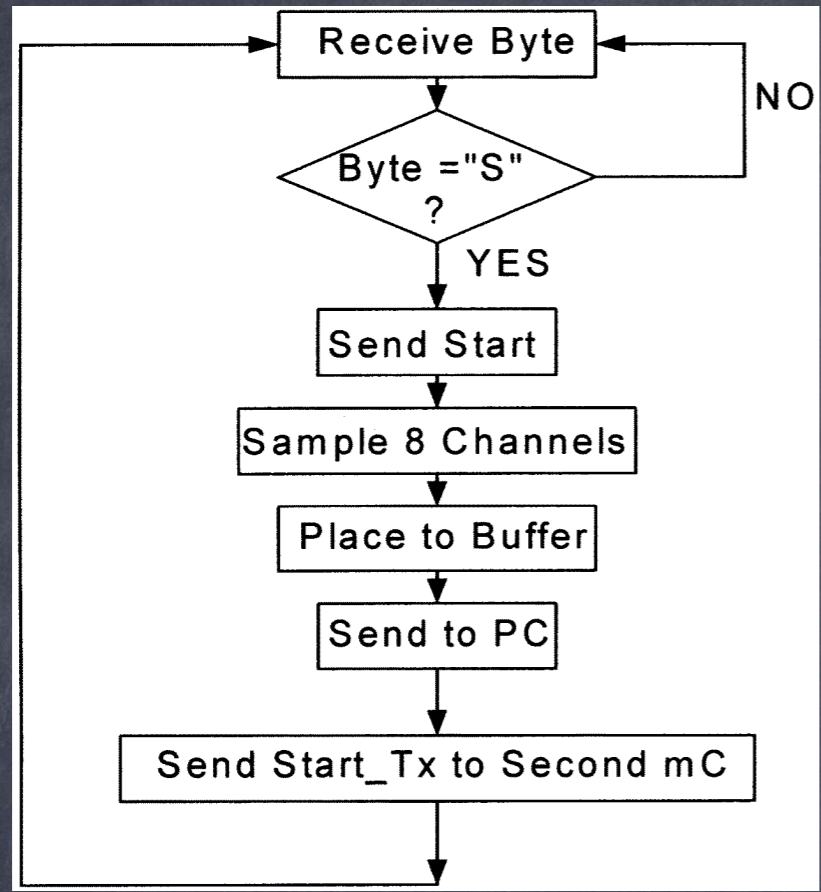 Receive Byte
NO
Byte ="S"
?
YES
Send Start
Sample 8 Channels
Place to Buffer
Send to PC
Send Start_Tx to Second mC